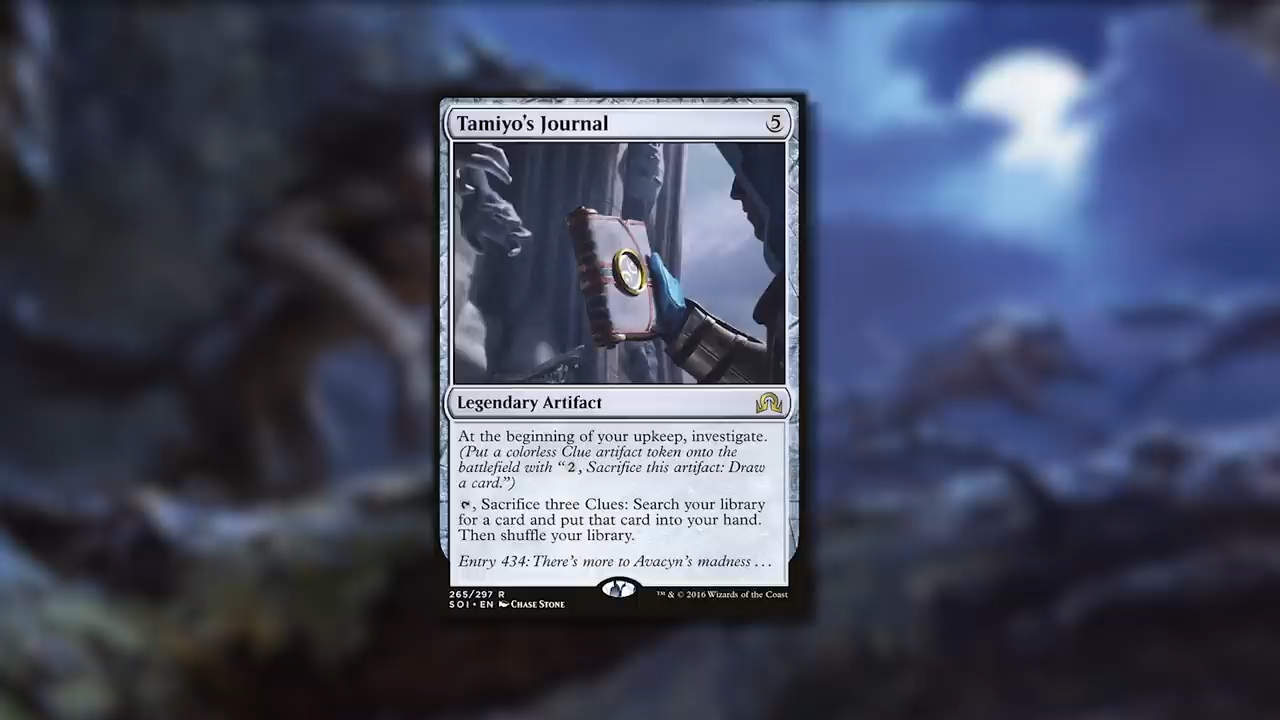 Tamiyo's Journal 5
Legendary Artifact
At the beginning of your upkeep, investigate.
(Put a colorless Clue artifact token onto the
battlefield with “2, Sacrifice this artifact: Draw
a card.”)
, Sacrifice three Clues: Search your library
for a card and put that card into your hand.
Then shuffle your library.
Entry 434: There's more to Avacyn's madness . . .
265/297 R
SOI • EN CHASE STONE
™ & © 2016 Wizards of the Coast